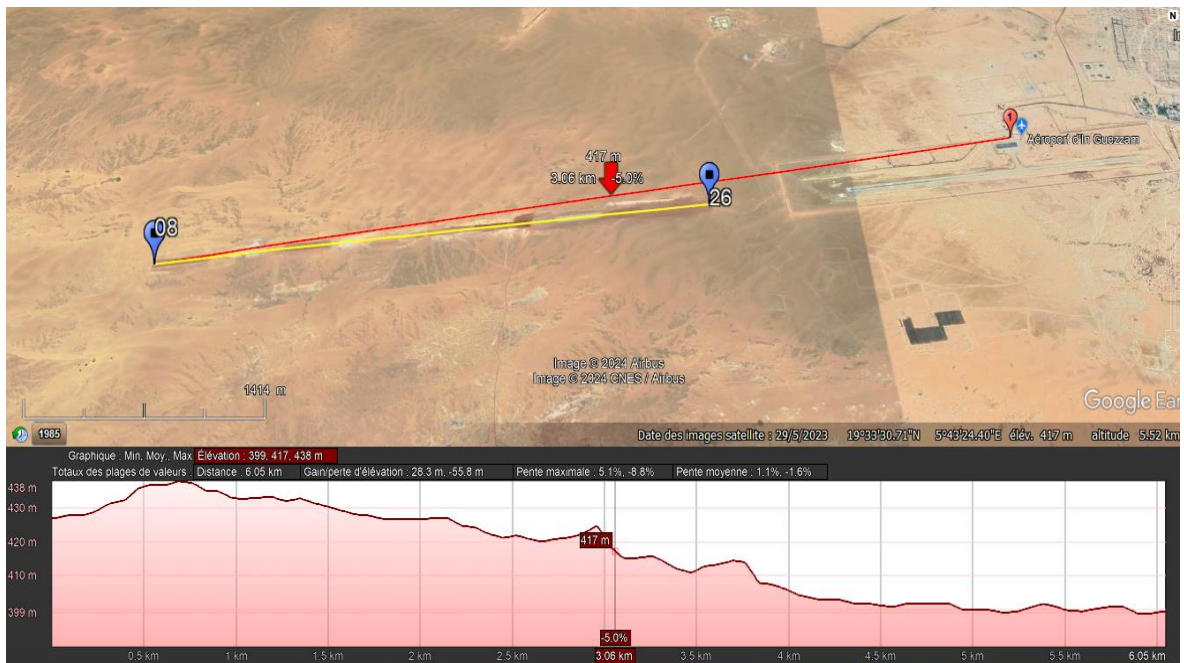 N
In
1
Aéroport d'In Guezzam
417 m
3.06 km -5.0%
26
08
Image © 2024 Airbus
Image © 2024 CNES / Airbus
1414 m
Google Ear
1985
Date des images satellite : 29/5/2023 19°33'30.71"N 5°43'24.40"E élév. 417 m altitude 5.52 km
Graphique : Min, Moy., Max Élévation : 399, 417, 438 m
Totaux des plages de valeurs : Distance : 6.05 km Gain/perte d'élévation : 28.3 m, -55.8 m Pente maximale : 5.1%, -8.8% Pente moyenne : 1.1%, -1.6%
438 m
430 m
420 m
417 m
410 m
399 m
-5.0%
0.5 km 1 km 1.5 km 2 km 2.5 km 3.06 km 3.5 km 4 km 4.5 km 5 km 5.5 km 6.05 km